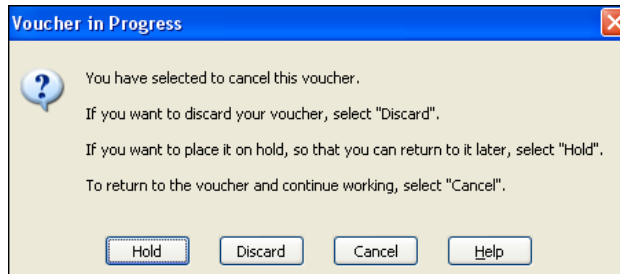 Voucher in Progress
You have selected to cancel this voucher.
If you want to discard your voucher, select "Discard".
If you want to place it on hold, so that you can return to it later, select "Hold".
To return to the voucher and continue working, select "Cancel".
Hold Discard Cancel Help